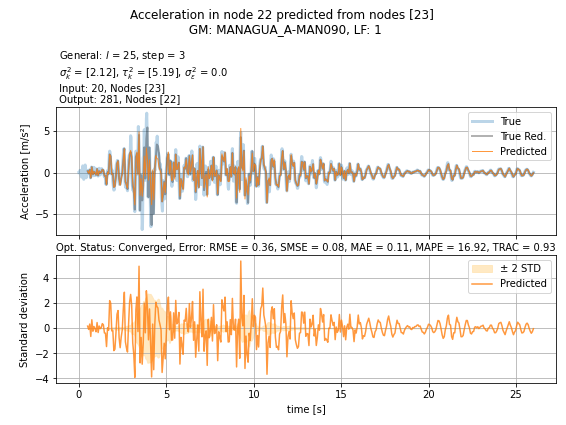 Acceleration in node 22 predicted from nodes [23]
GM: MANAGUA_A-MAN090, LF: 1
General: l = 25, step = 3
σ²ₖ = [2.12], τ²ₖ = [5.19], σ²_ε = 0.0
Input: 20, Nodes [23]
Output: 281, Nodes [22]
True
True Red.
Predicted
Acceleration [m/s²]
5
0
−5
Opt. Status: Converged, Error: RMSE = 0.36, SMSE = 0.08, MAE = 0.11, MAPE = 16.92, TRAC = 0.93
± 2 STD
Predicted
Standard deviation
4
2
0
−2
−4
0 5 10 15 20 25
time [s]